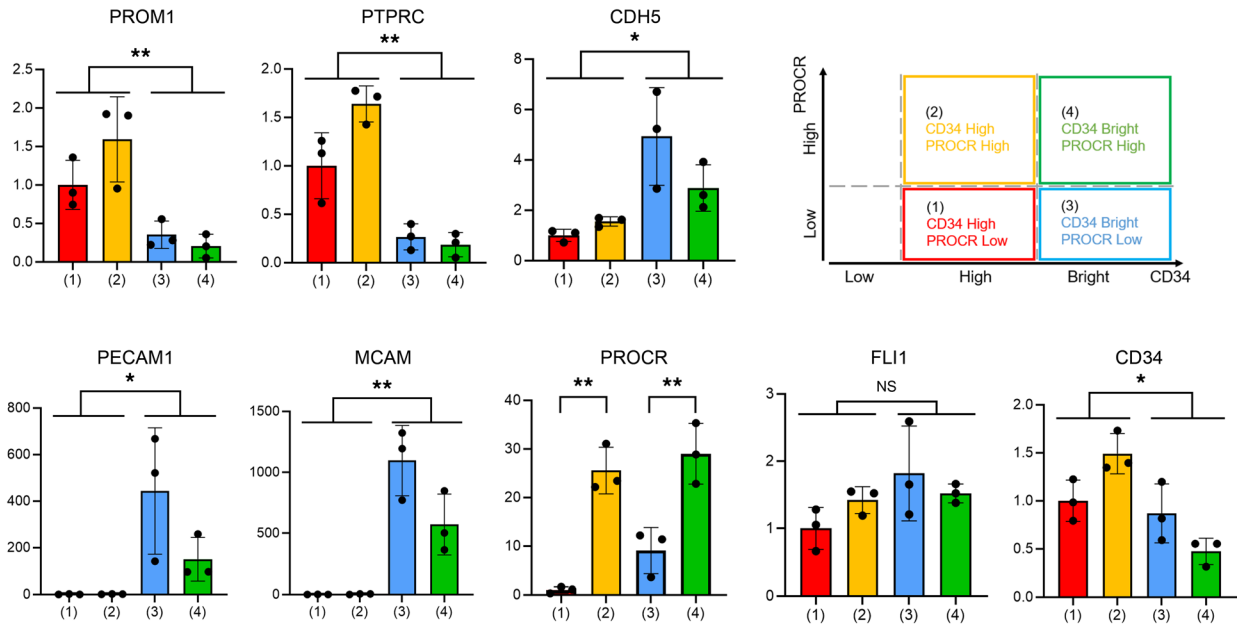 PROM1
**
2.5
2.0
1.5
1.0
0.5
0.0
(1) (2) (3) (4)
PTPRC
**
2.0
1.5
1.0
0.5
0.0
(1) (2) (3) (4)
CDH5
*
8
6
4
2
0
(1) (2) (3) (4)
PROCR
High
Low
(2)
CD34 High
PROCR High
(4)
CD34 Bright
PROCR High
(1)
CD34 High
PROCR Low
(3)
CD34 Bright
PROCR Low
Low High Bright CD34
PECAM1
*
800
600
400
200
0
(1) (2) (3) (4)
MCAM
**
1500
1000
500
0
(1) (2) (3) (4)
PROCR
** **
40
30
20
10
0
(1) (2) (3) (4)
FLI1
NS
3
2
1
0
(1) (2) (3) (4)
CD34
*
2.0
1.5
1.0
0.5
0.0
(1) (2) (3) (4)